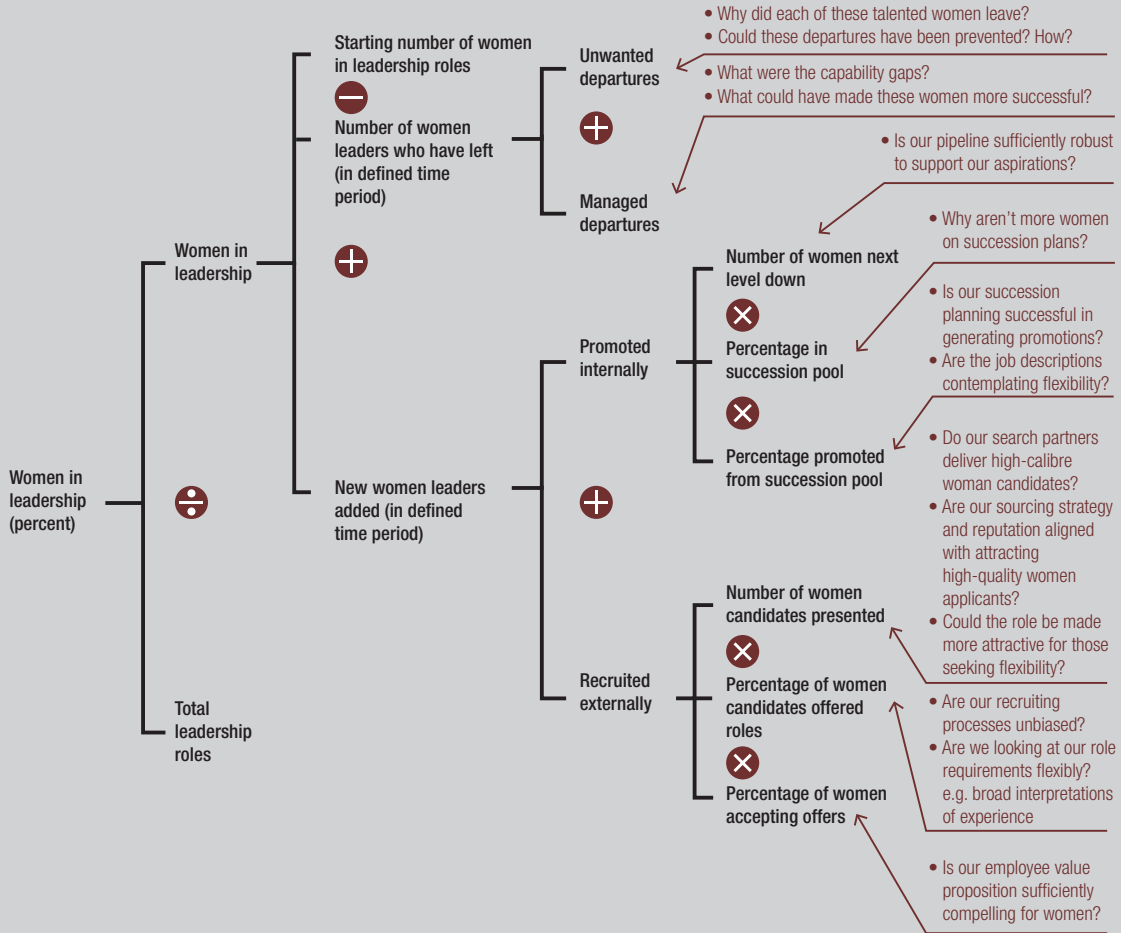 Women in
leadership
(percent)
÷
Women in
leadership
Total
leadership
roles
Starting number of women
in leadership roles
−
Number of women
leaders who have left
(in defined time
period)
+
New women leaders
added (in defined
time period)
Unwanted
departures
+
Managed
departures
Promoted
internally
+
Recruited
externally
Number of women next
level down
×
Percentage in
succession pool
×
Percentage promoted
from succession pool
Number of women
candidates presented
×
Percentage of women
candidates offered
roles
×
Percentage of women
accepting offers
• Why did each of these talented women leave?
• Could these departures have been prevented? How?
• What were the capability gaps?
• What could have made these women more successful?
• Is our pipeline sufficiently robust
to support our aspirations?
• Why aren't more women
on succession plans?
• Is our succession
planning successful in
generating promotions?
• Are the job descriptions
contemplating flexibility?
• Do our search partners
deliver high-calibre
woman candidates?
• Are our sourcing strategy
and reputation aligned
with attracting
high-quality women
applicants?
• Could the role be made
more attractive for those
seeking flexibility?
• Are our recruiting
processes unbiased?
• Are we looking at our role
requirements flexibly?
e.g. broad interpretations
of experience
• Is our employee value
proposition sufficiently
compelling for women?